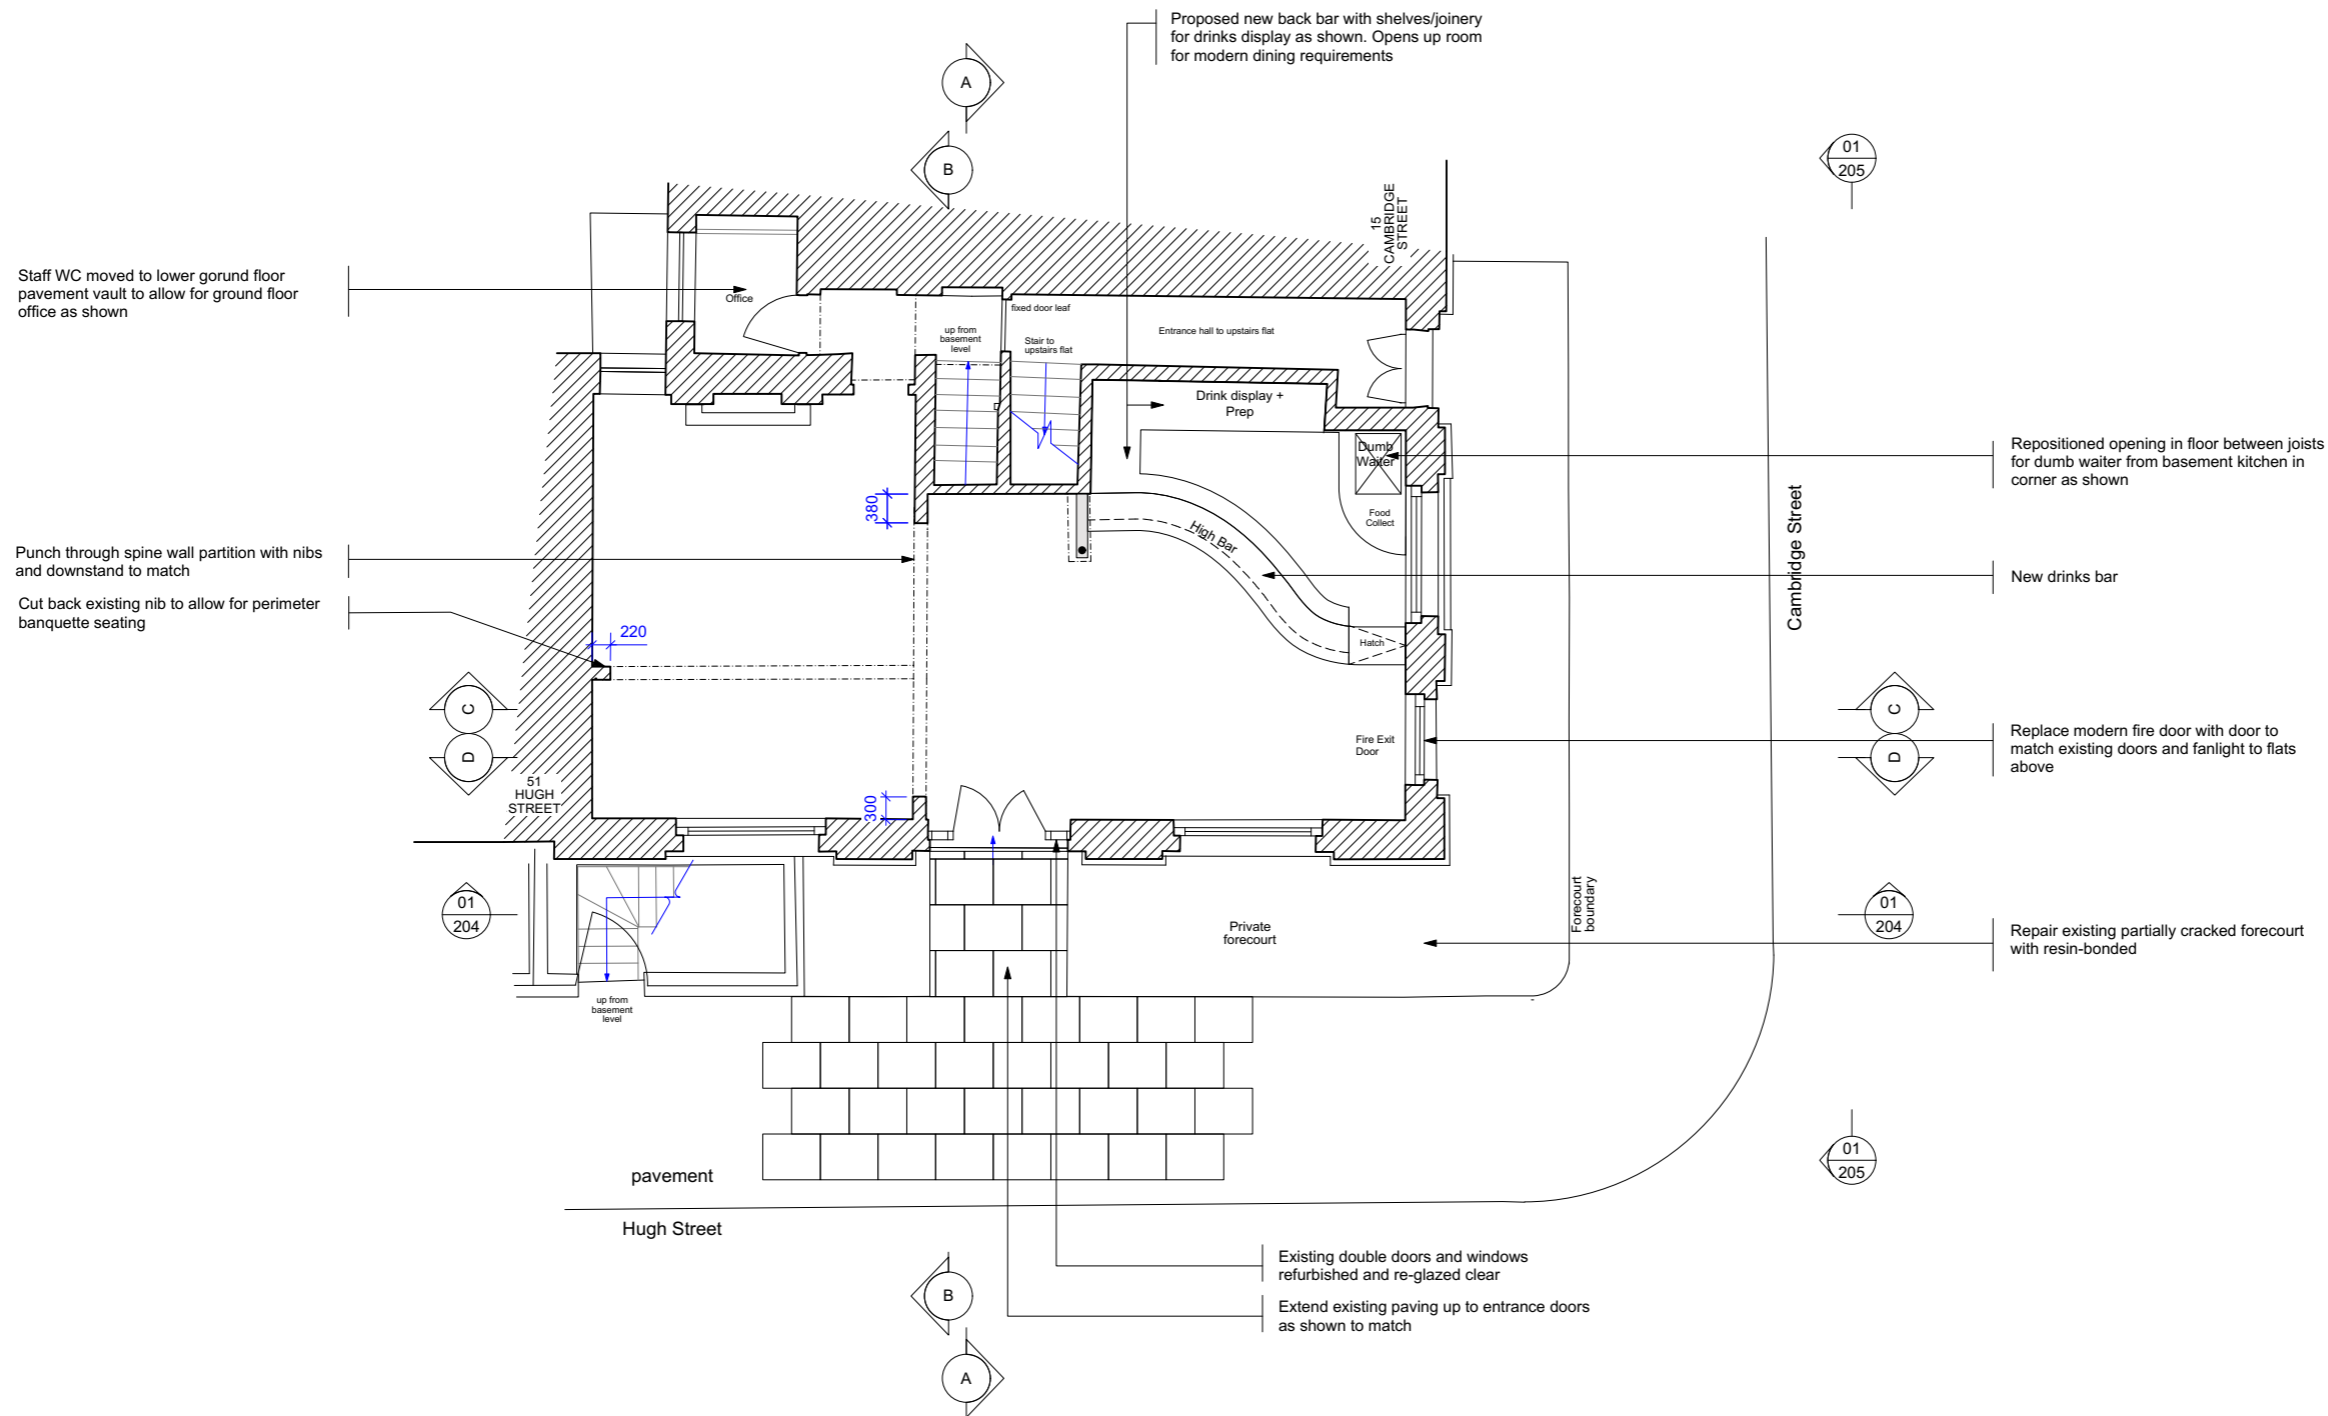 Proposed new back bar with shelves/joinery
for drinks display as shown. Opens up room
for modern dining requirements
A
B
01
205
15
CAMBRIDGE
STREET
Staff WC moved to lower gorund floor
pavement vault to allow for ground floor
office as shown
Office
fixed door leaf
up from
basement
level
Stair to
upstairs flat
Entrance hall to upstairs flat
Drink display +
Prep
Dumb
Waiter
Repositioned opening in floor between joists
for dumb waiter from basement kitchen in
corner as shown
380
Food
Collect
High Bar
Cambridge Street
Punch through spine wall partition with nibs
and downstand to match
New drinks bar
Cut back existing nib to allow for perimeter
banquette seating
220
Hatch
C
D
C
D
Fire Exit
Door
Replace modern fire door with door to
match existing doors and fanlight to flats
above
51
HUGH
STREET
300
01
204
Forecourt
boundary
01
204
Private
forecourt
Repair existing partially cracked forecourt
with resin-bonded
up from
basement
level
01
205
pavement
Hugh Street
Existing double doors and windows
refurbished and re-glazed clear
B
Extend existing paving up to entrance doors
as shown to match
A